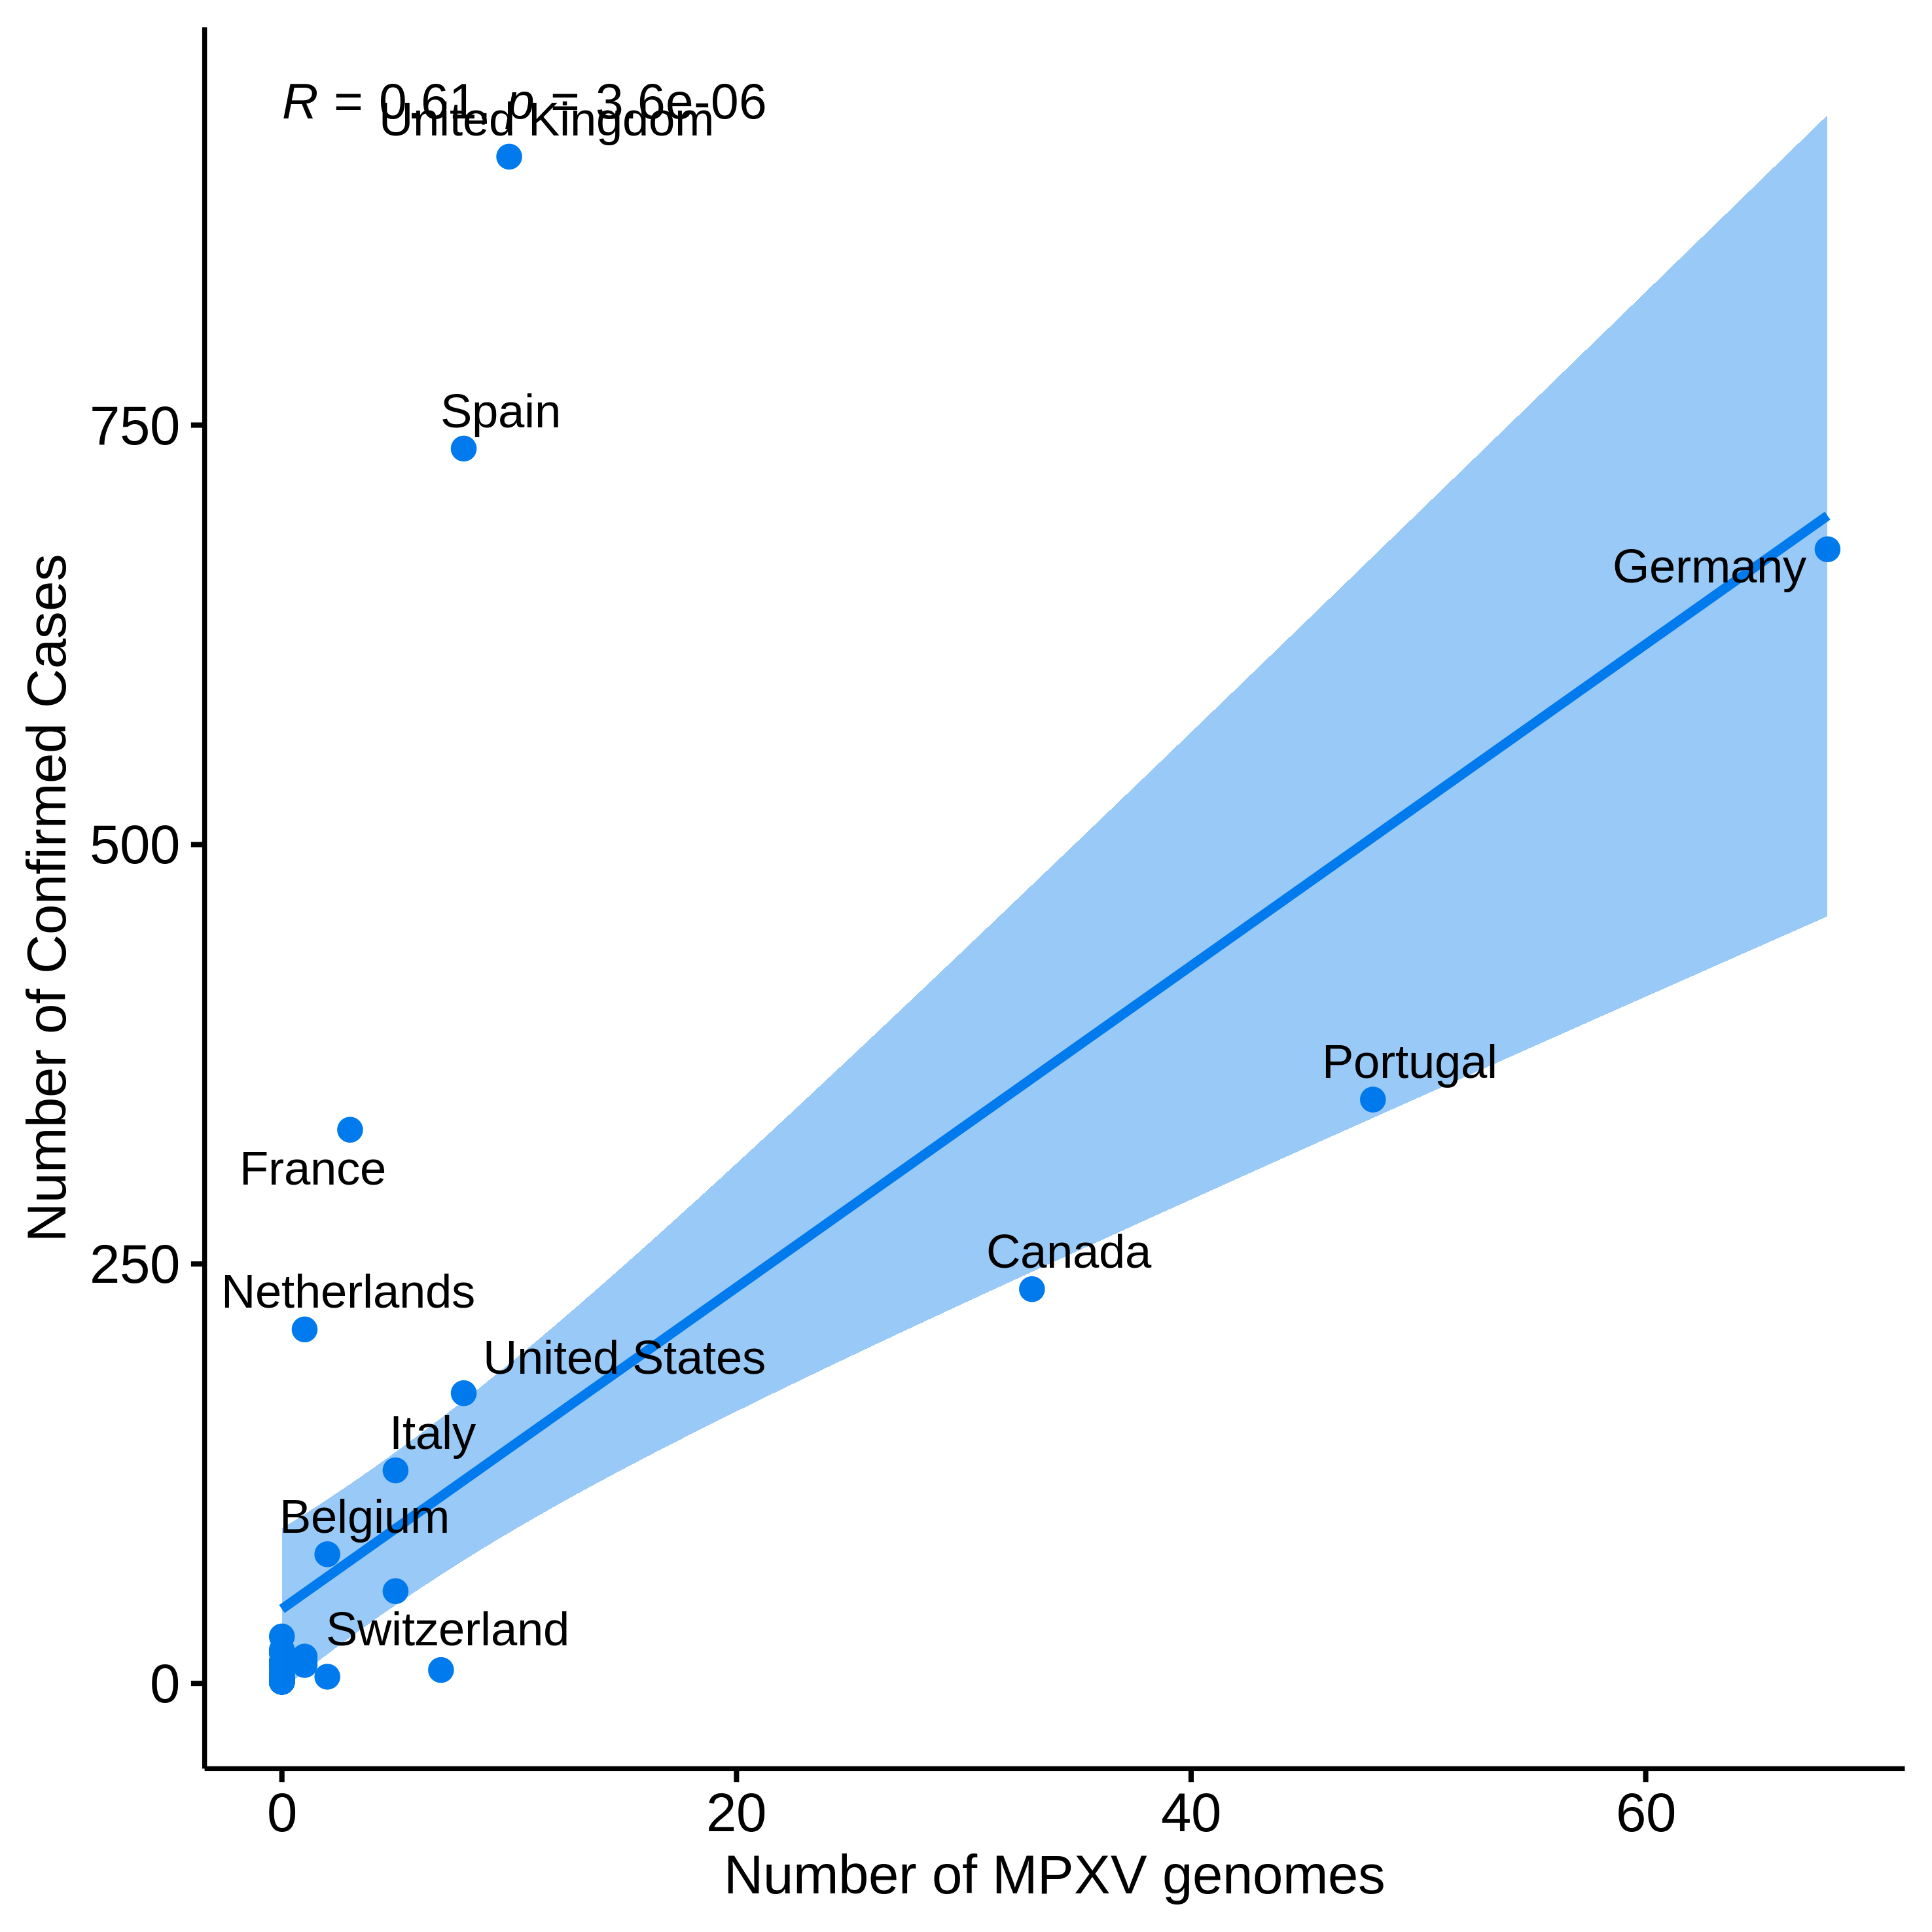 R = 0.61, p = 3.6e-06
United Kingdom
Spain
Germany
Portugal
France
Canada
Netherlands
United States
Italy
Belgium
Switzerland
750
500
250
0
0 20 40 60
Number of MPXV genomes
Number of Confirmed Cases